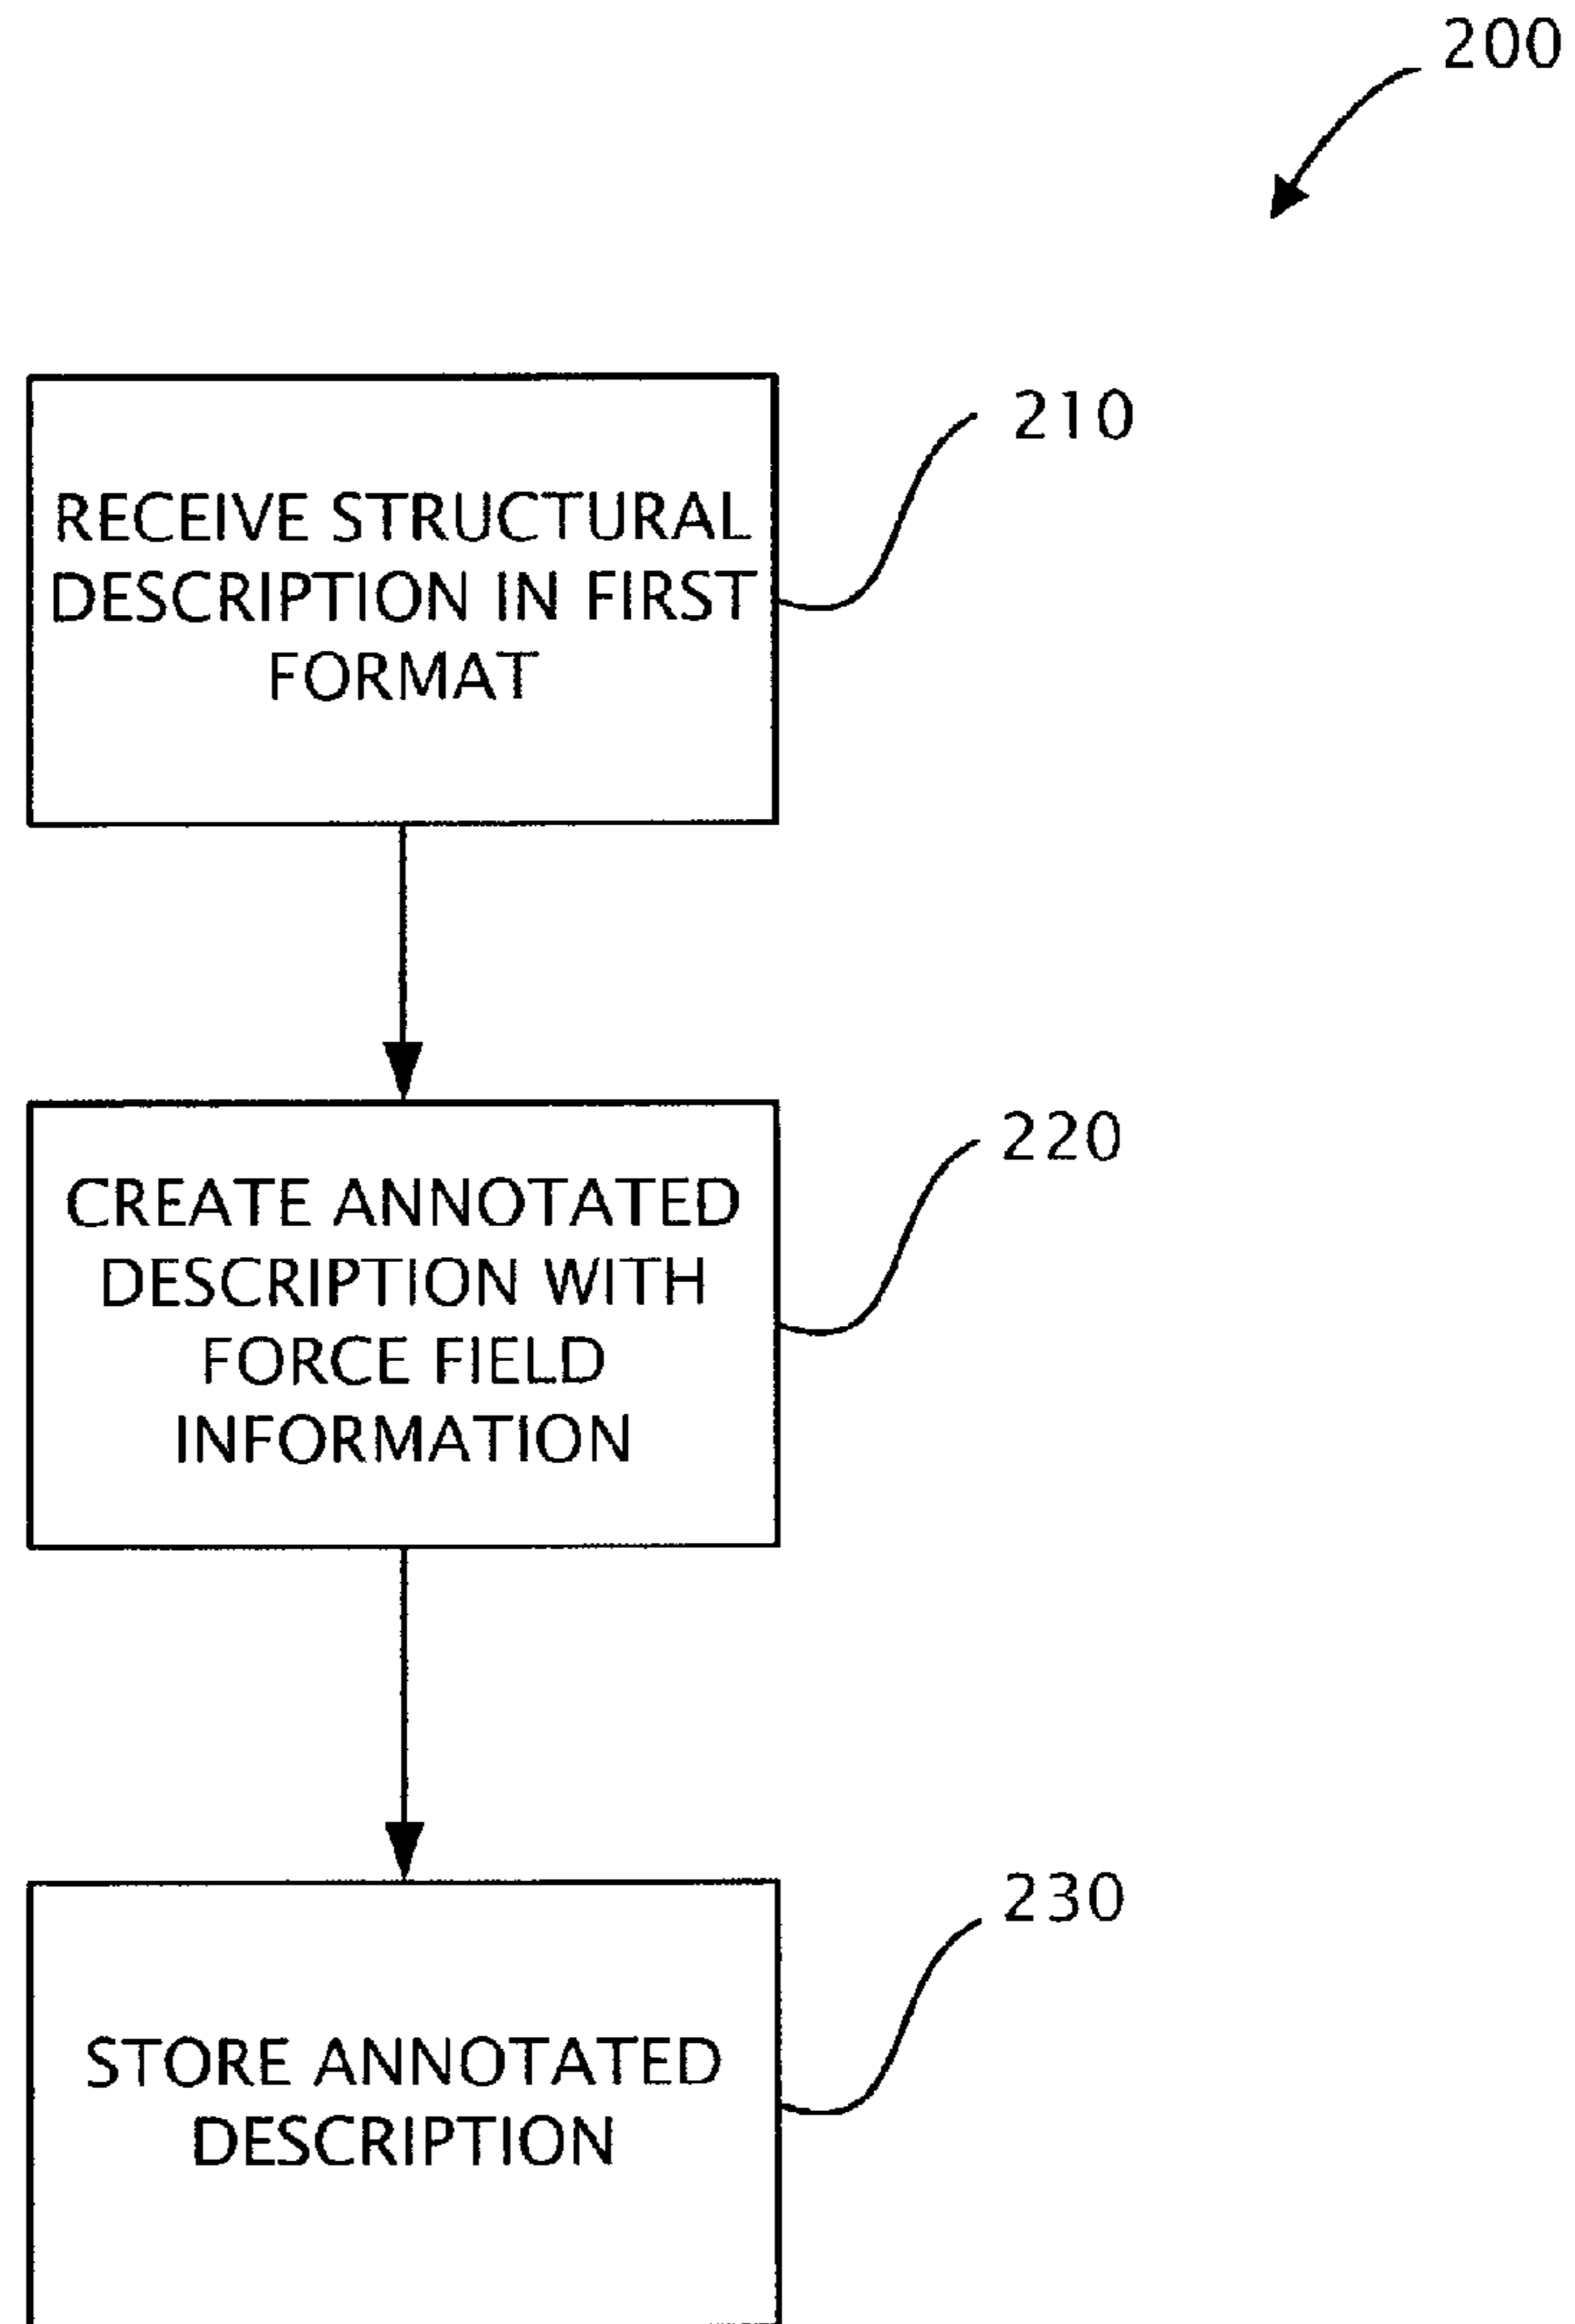 200
210
RECEIVE STRUCTURAL
DESCRIPTION IN FIRST
FORMAT
220
CREATE ANNOTATED
DESCRIPTION WITH
FORCE FIELD
INFORMATION
230
STORE ANNOTATED
DESCRIPTION